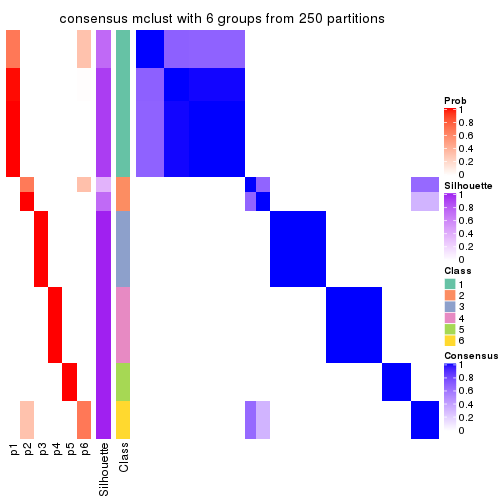 consensus mclust with 6 groups from 250 partitions
Prob
1
0.8
0.6
0.4
0.2
0
Silhouette
1
0.8
0.6
0.4
0.2
0
Class
1
2
3
4
5
6
Consensus
1
0.8
0.6
0.4
0.2
0
p1
p2
p3
p4
p5
p6
Silhouette
Class